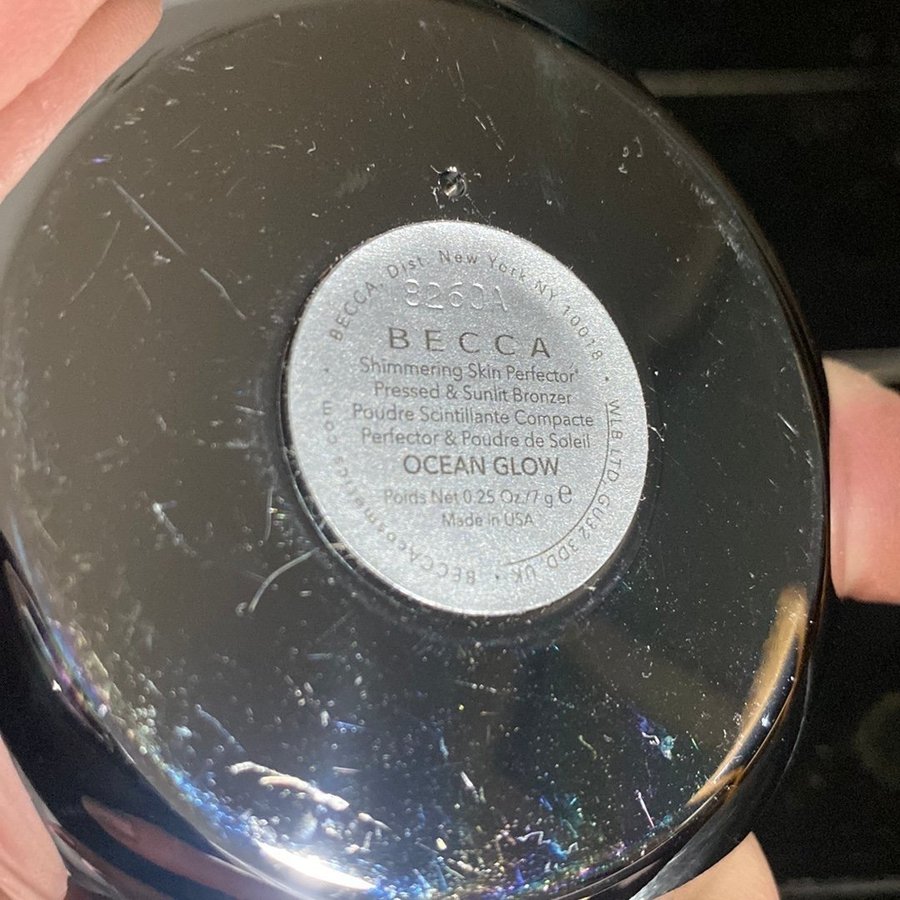 BECCA, Dist. New York, NY 10018 • WLB LTD. GU32 3DD, UK • BECCAcosmetics.com •
8260A
BECCA
Shimmering Skin Perfector®
Pressed & Sunlit Bronzer
Poudre Scintillante Compacte
Perfector & Poudre de Soleil
OCEAN GLOW
Poids Net 0.25 Oz./7 g e
Made in USA